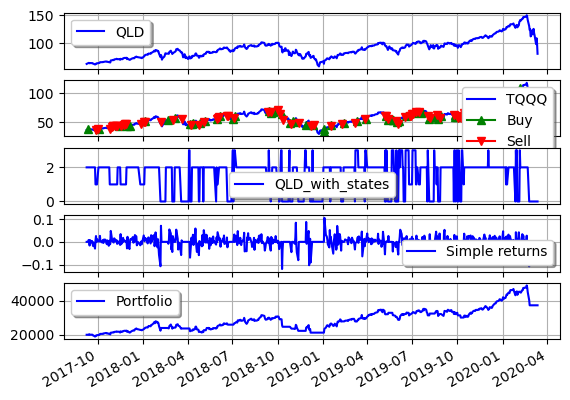 150
QLD
100
100
TQQQ
Buy
50
Sell
2
QLD_with_states
0
0.1
0.0
Simple returns
−0.1
Portfolio
40000
20000
2017-10 2018-01 2018-04 2018-07 2018-10 2019-01 2019-04 2019-07 2019-10 2020-01 2020-04